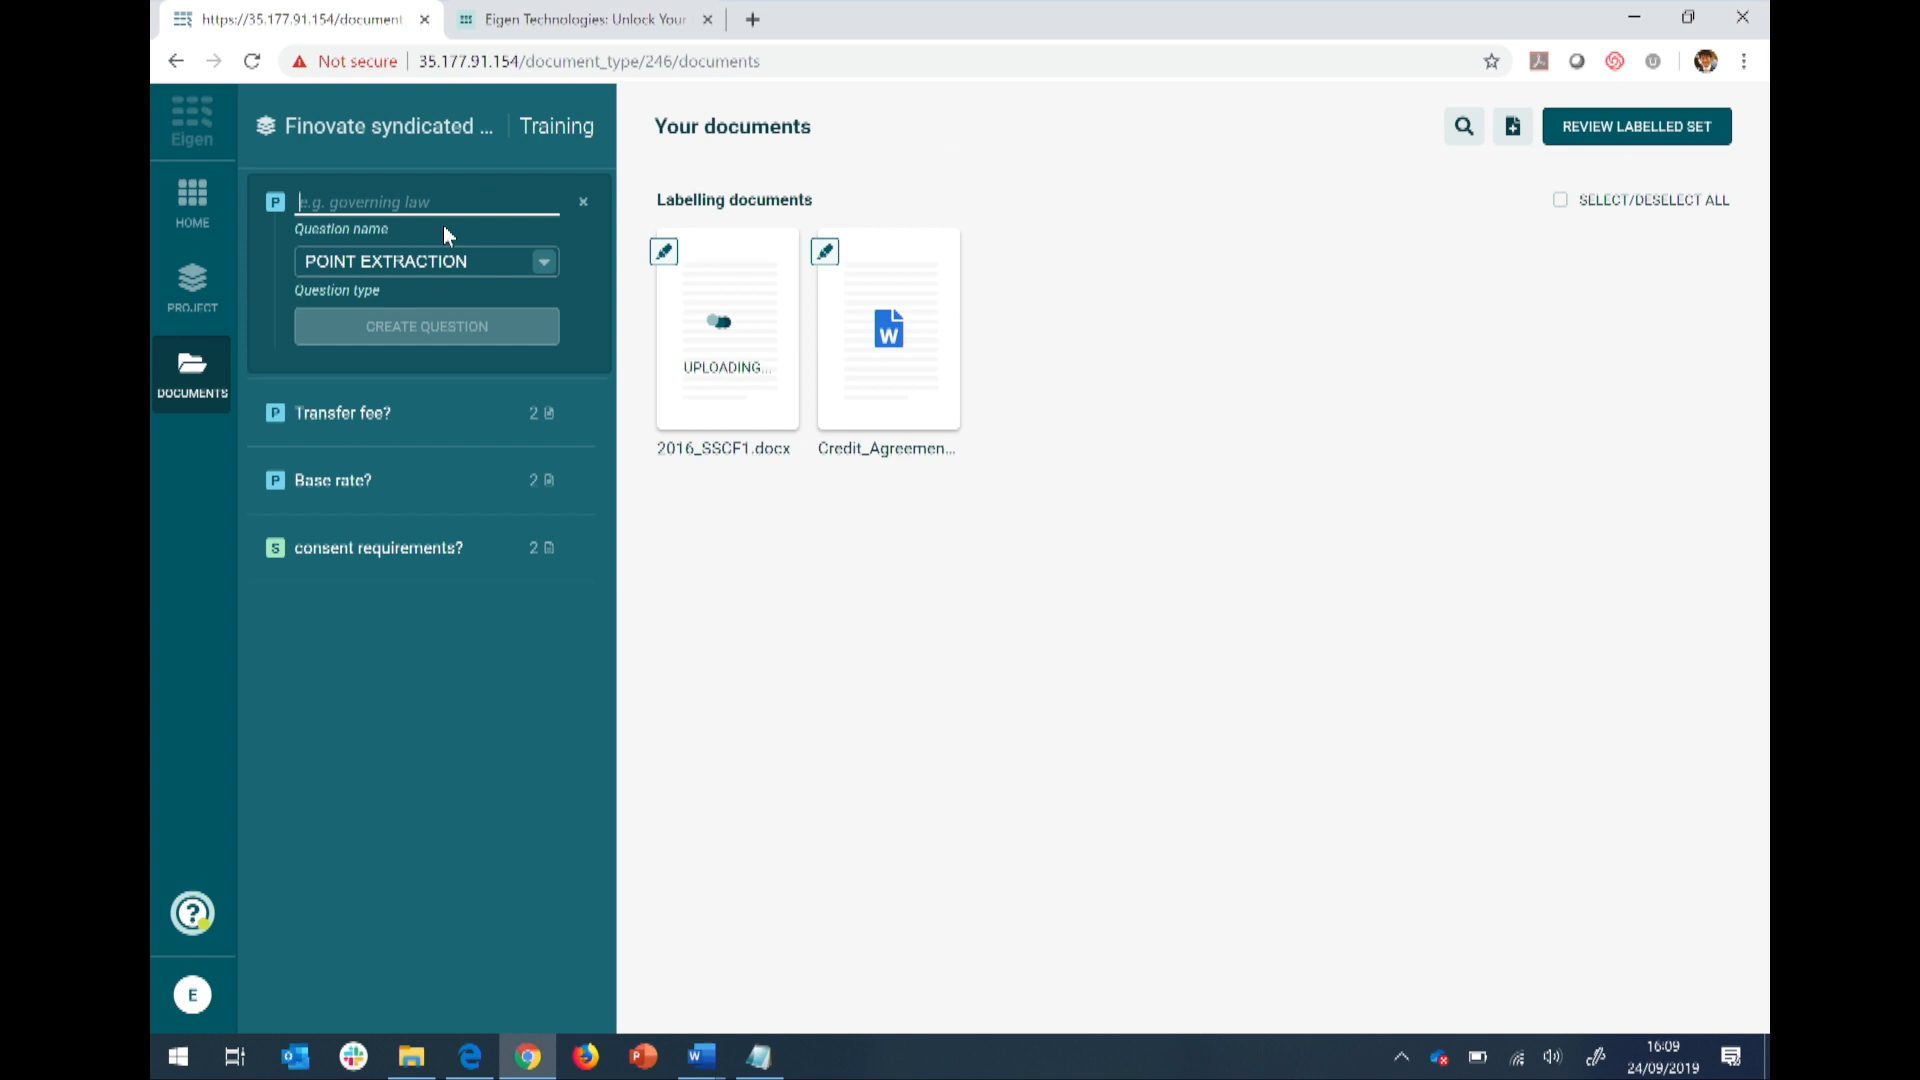 https://35.177.91.154/document
Eigen Technologies: Unlock Your
Not secure
35.177.91.154/document_type/246/documents
Eigen
Finovate syndicated ...
Training
Your documents
REVIEW LABELLED SET
HOME
P
e.g. governing law
Question name
POINT EXTRACTION
Question type
CREATE QUESTION
Labelling documents
SELECT/DESELECT ALL
PROJECT
DOCUMENTS
UPLOADING...
W
2016_SSCF1.docx
Credit_Agreemen...
P
Transfer fee?
2
P
Base rate?
2
S
consent requirements?
2
?
E
16:09
24/09/2019